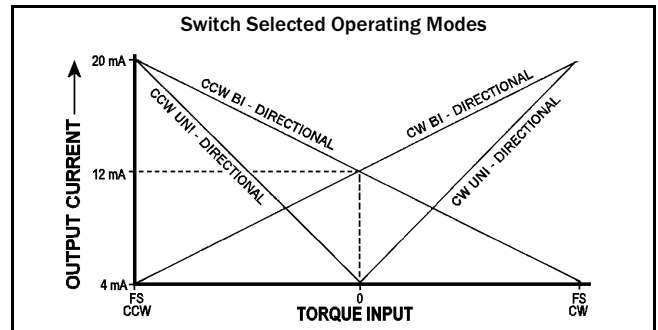 Switch Selected Operating Modes
20 mA
12 mA
4 mA
OUTPUT CURRENT
CCW BI - DIRECTIONAL
CCW UNI - DIRECTIONAL
CW BI - DIRECTIONAL
CW UNI - DIRECTIONAL
FS
CCW
0
FS
CW
TORQUE INPUT